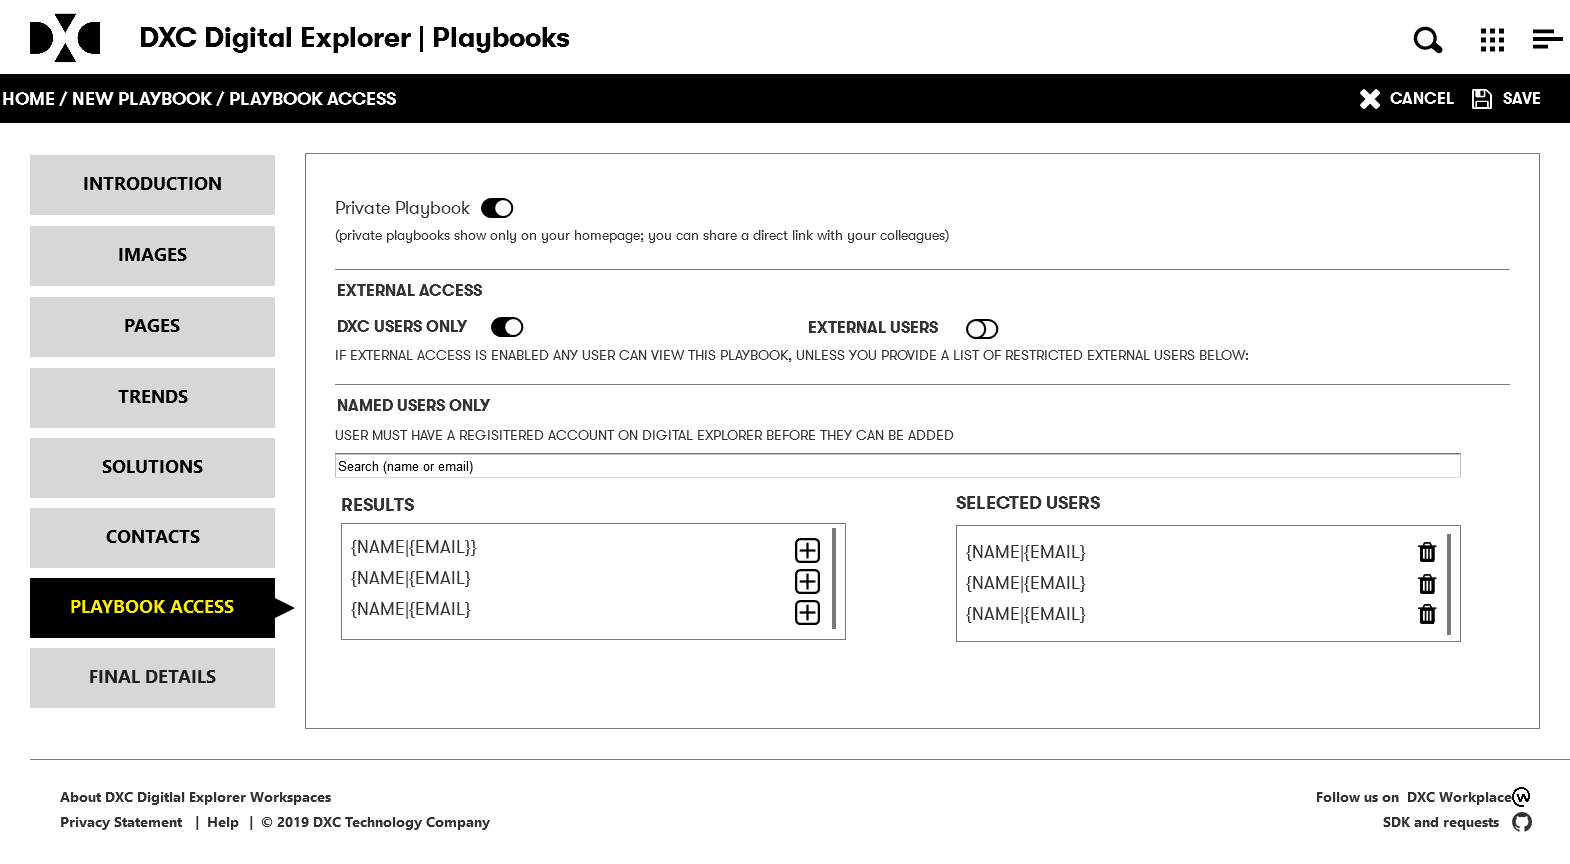 DXC Digital Explorer | Playbooks
HOME / NEW PLAYBOOK / PLAYBOOK ACCESS
CANCEL
SAVE
INTRODUCTION
IMAGES
PAGES
TRENDS
SOLUTIONS
CONTACTS
PLAYBOOK ACCESS
FINAL DETAILS
Private Playbook
(private playbooks show only on your homepage; you can share a direct link with your colleagues)
EXTERNAL ACCESS
DXC USERS ONLY
EXTERNAL USERS
IF EXTERNAL ACCESS IS ENABLED ANY USER CAN VIEW THIS PLAYBOOK, UNLESS YOU PROVIDE A LIST OF RESTRICTED EXTERNAL USERS BELOW:
NAMED USERS ONLY
USER MUST HAVE A REGISITERED ACCOUNT ON DIGITAL EXPLORER BEFORE THEY CAN BE ADDED
Search (name or email)
RESULTS
{NAME|{EMAIL}}
{NAME|{EMAIL}
{NAME|{EMAIL}
SELECTED USERS
{NAME|{EMAIL}
{NAME|{EMAIL}
{NAME|{EMAIL}
About DXC Digitlal Explorer Workspaces
Privacy Statement | Help | © 2019 DXC Technology Company
Follow us on DXC Workplace
SDK and requests